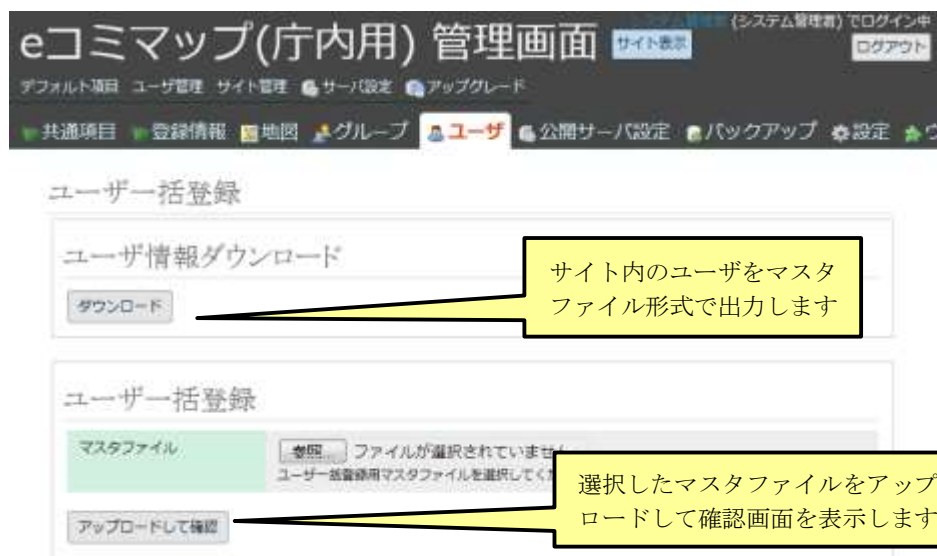 (システム管理者) でログイン中
eコミマップ(庁内用) 管理画面 サイト表示 ログアウト
デフォルト項目 ユーザ管理 サイト管理 サーバ設定 アップグレード
共通項目 登録情報 地図 グループ ユーザ 公開サーバ設定 バックアップ 設定
ユーザー括登録
ユーザ情報ダウンロード
サイト内のユーザをマスタ
ファイル形式で出力します
ダウンロード
ユーザー括登録
マスタファイル 参照... ファイルが選択されていません
ユーザー括登録用マスタファイルを選択してく
選択したマスタファイルをアップ
ロードして確認画面を表示します
アップロードして確認